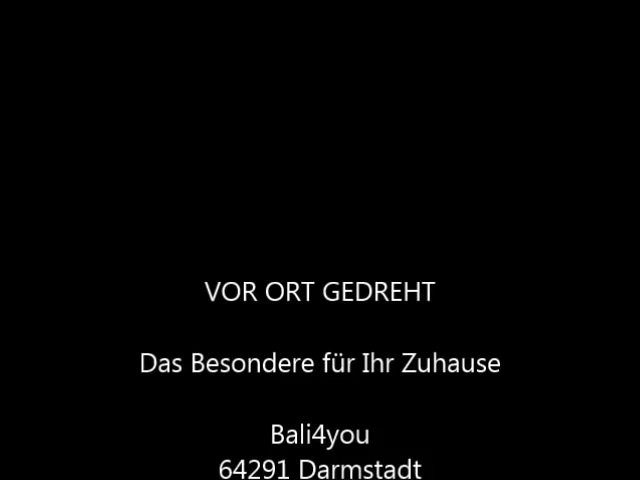 VOR ORT GEDREHT
Das Besondere für Ihr Zuhause
Bali4you
64291 Darmstadt